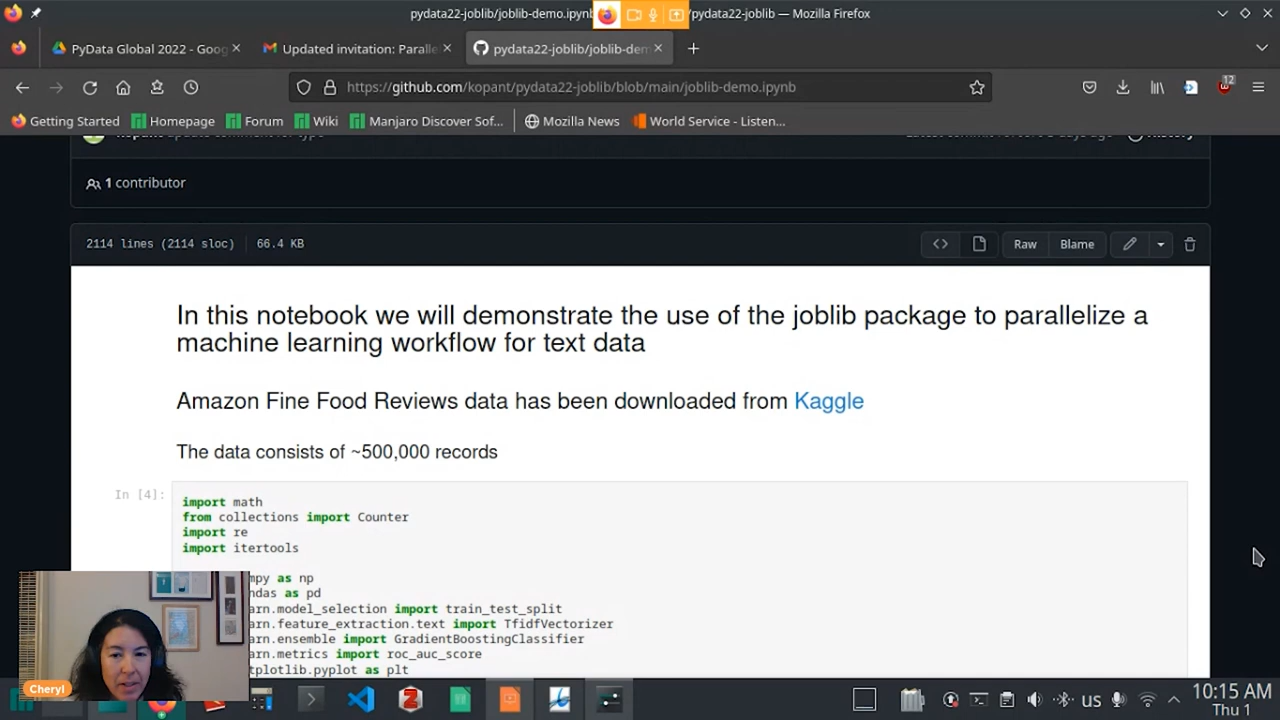 pydata22-joblib/joblib-demo.ipynb
/pydata22-joblib — Mozilla Firefox
PyData Global 2022 - Goog
Updated invitation: Paralle
pydata22-joblib/joblib-dem
https://github.com/kopant/pydata22-joblib/blob/main/joblib-demo.ipynb
12
Getting Started
Homepage
Forum
Wiki
Manjaro Discover Sof...
Mozilla News
World Service - Listen...
1 contributor
2114 lines (2114 sloc)
66.4 KB
Raw
Blame
In this notebook we will demonstrate the use of the joblib package to parallelize a
machine learning workflow for text data
Amazon Fine Food Reviews data has been downloaded from Kaggle
The data consists of ~500,000 records
In [4]:
import math
from collections import Counter
import re
import itertools
mpy as np
ndas as pd
arn.model_selection import train_test_split
arn.feature_extraction.text import TfidfVectorizer
arn.ensemble import GradientBoostingClassifier
arn.metrics import roc_auc_score
tplotlib.pyplot as plt
Cheryl
us
10:15 AM
Thu 1